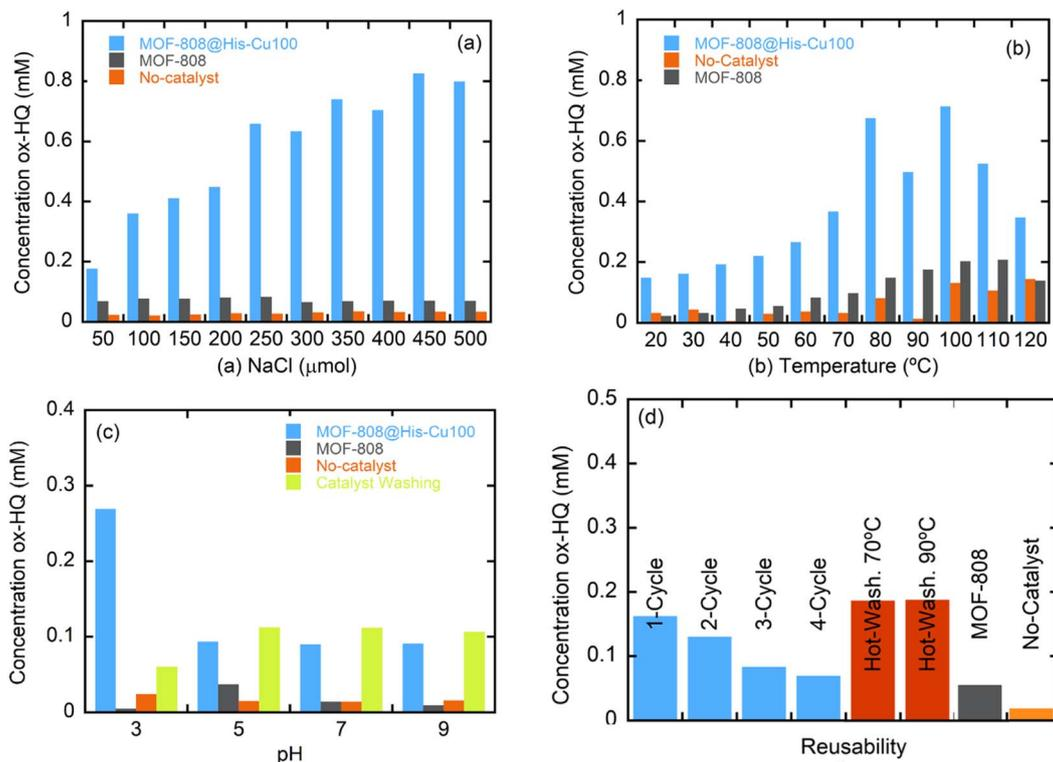 1
0.8
0.6
0.4
0.2
0
Concentration ox-HQ (mM)
MOF-808@His-Cu100
MOF-808
No-catalyst
(a)
50 100 150 200 250 300 350 400 450 500
(a) NaCl (μmol)
1
0.8
0.6
0.4
0.2
0
Concentration ox-HQ (mM)
MOF-808@His-Cu100
No-Catalyst
MOF-808
(b)
20 30 40 50 60 70 80 90 100 110 120
(b) Temperature (ºC)
0.4
0.3
0.2
0.1
0
Concentration ox-HQ (mM)
(c)
MOF-808@His-Cu100
MOF-808
No-catalyst
Catalyst Washing
3 5 7 9
pH
0.5
0.4
0.3
0.2
0.1
0
Concentration ox-HQ (mM)
(d)
1-Cycle
2-Cycle
3-Cycle
4-Cycle
Hot-Wash. 70ºC
Hot-Wash. 90ºC
MOF-808
No-Catalyst
Reusability